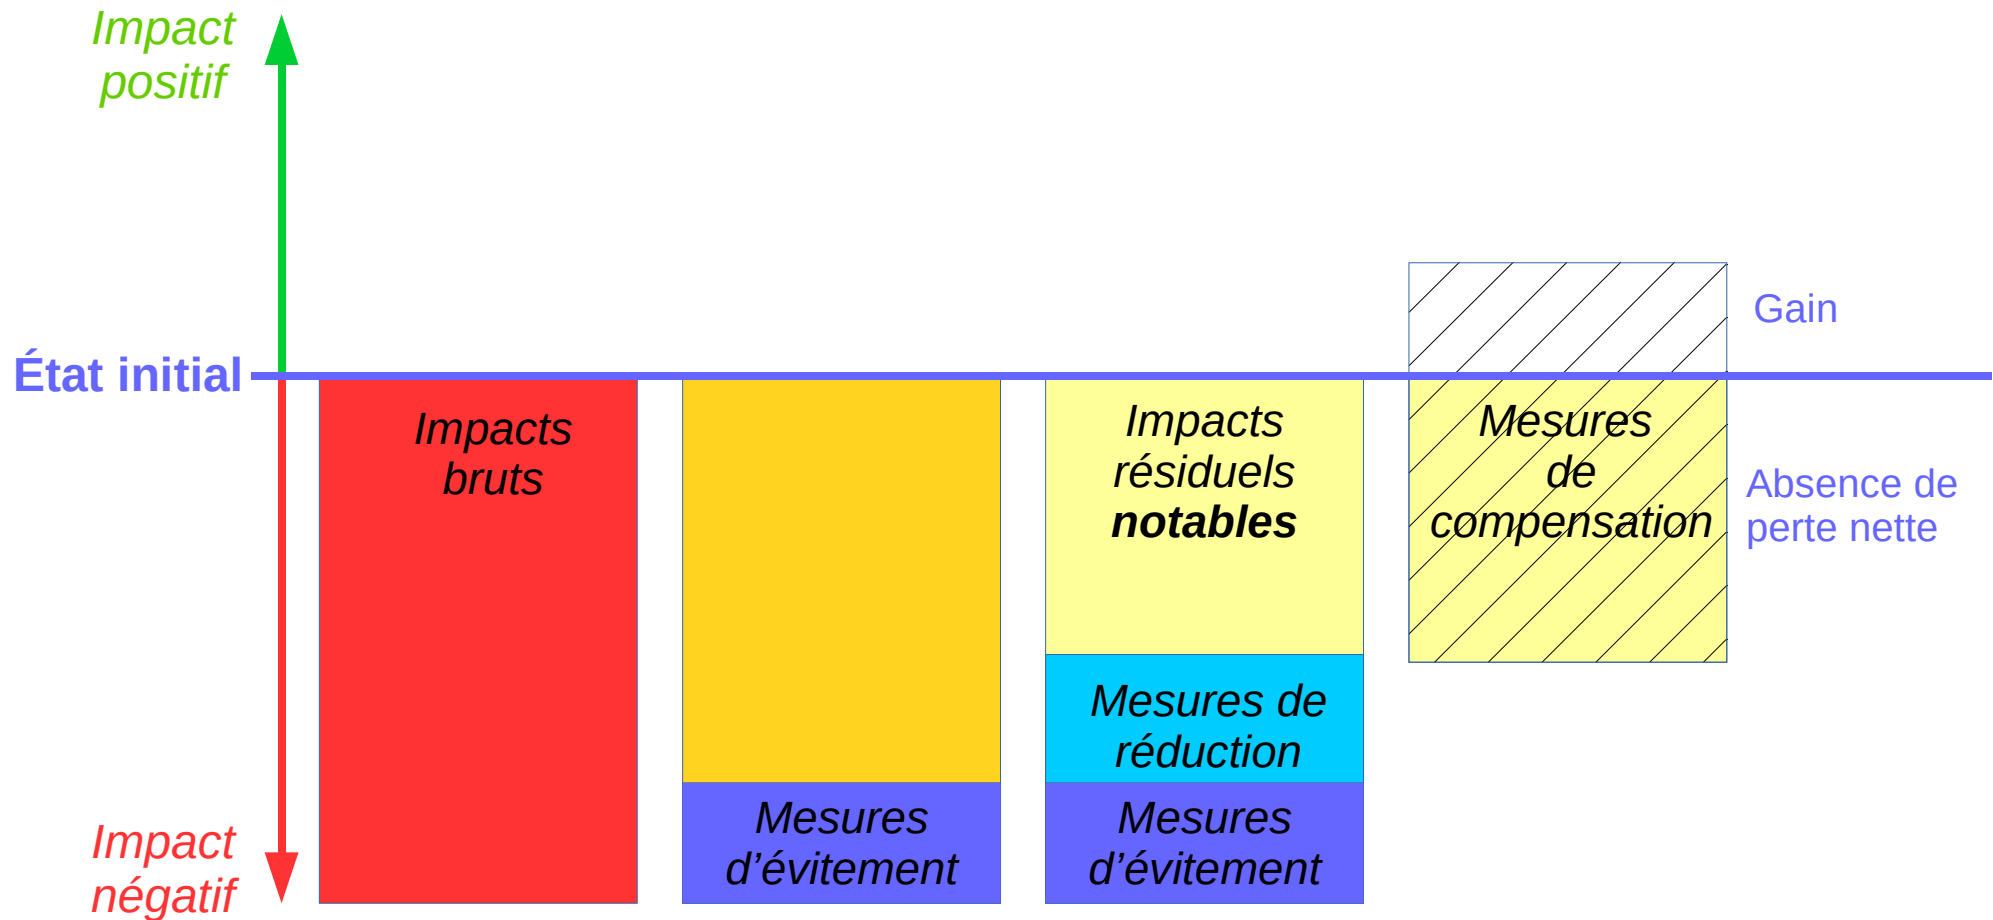 Impact
positif
État initial
Impact
négatif
Impacts
bruts
Mesures
d’évitement
Impacts
résiduels
notables
Mesures de
réduction
Mesures
d’évitement
Mesures
de
compensation
Gain
Absence de
perte nette